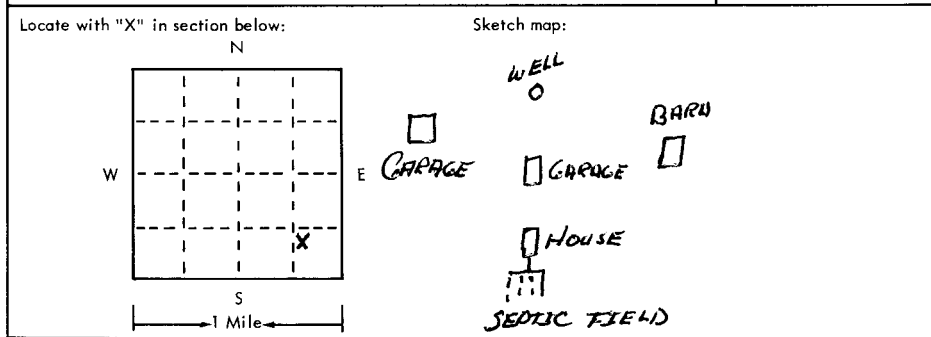 Locate with "X" in section below:
Sketch map:
N
WELL
BARN
W
E
GARAGE
GARAGE
X
HOUSE
S
1 Mile
SEPTIC FIELD